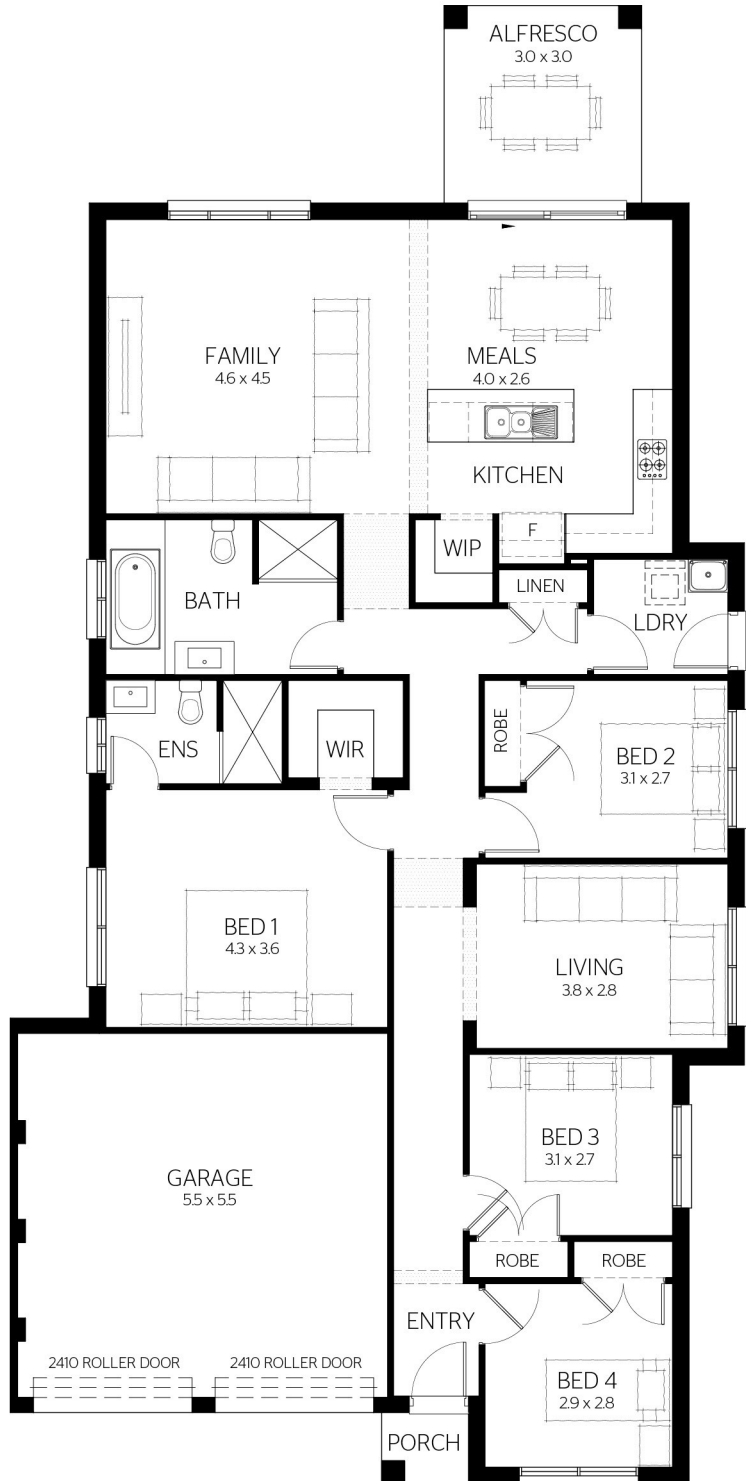 ALFRESCO
3.0 x 3.0
FAMILY
4.6 x 4.5
MEALS
4.0 x 2.6
KITCHEN
F
WIP
BATH
LINEN
LDRY
ENS
WIR
ROBE
BED 2
3.1 x 2.7
BED 1
4.3 x 3.6
LIVING
3.8 x 2.8
BED 3
3.1 x 2.7
GARAGE
5.5 x 5.5
ROBE
ROBE
ENTRY
2410 ROLLER DOOR
2410 ROLLER DOOR
BED 4
2.9 x 2.8
PORCH